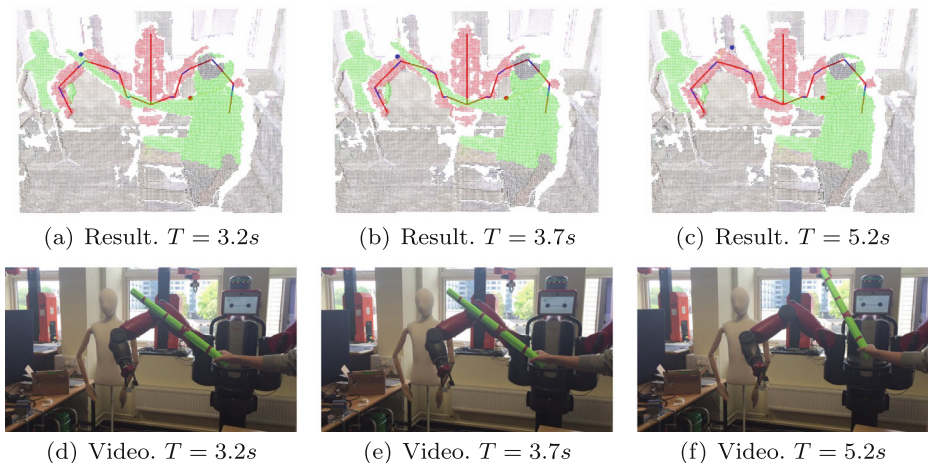 (a) Result. T = 3.2s
(b) Result. T = 3.7s
(c) Result. T = 5.2s
(d) Video. T = 3.2s
(e) Video. T = 3.7s
(f) Video. T = 5.2s